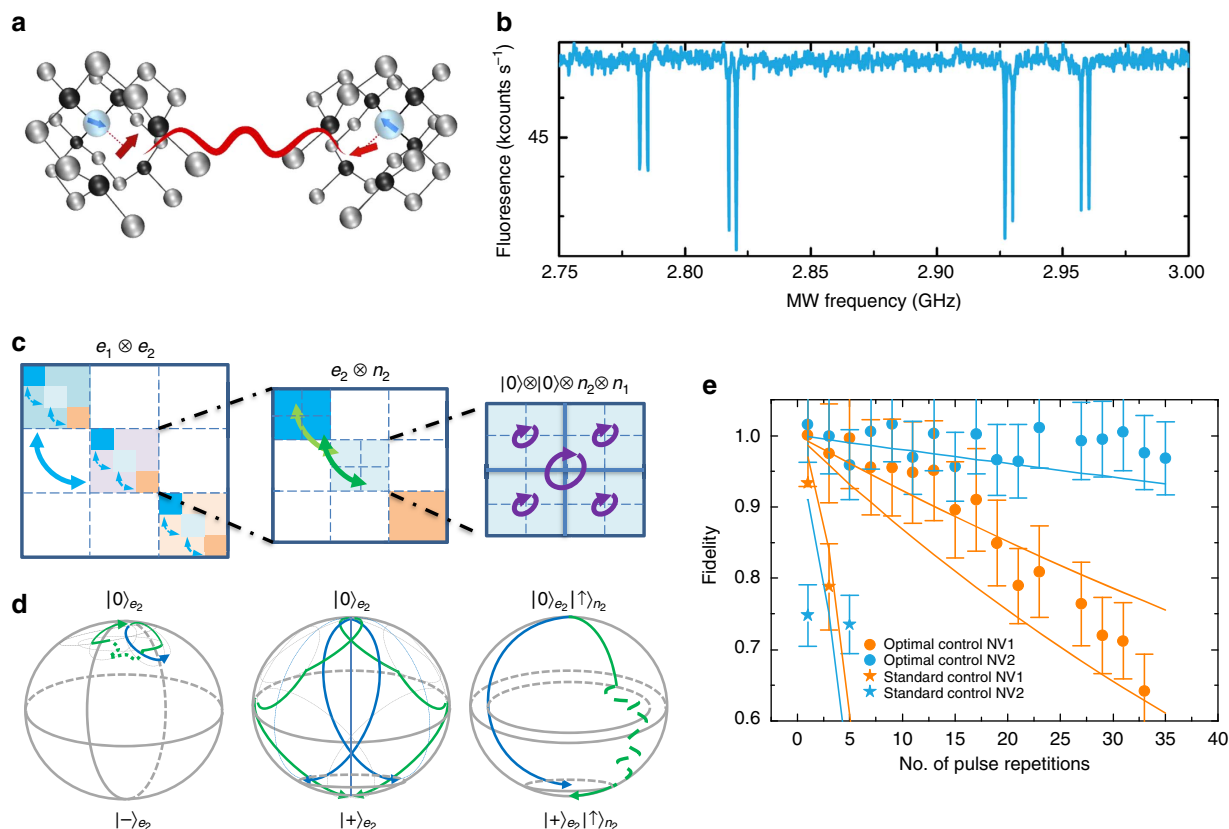 a
b
Fluoresence (kcounts s⁻¹)
45
2.75 2.80 2.85 2.90 2.95 3.00
MW frequency (GHz)
c
e₁ ⊗ e₂
e₂ ⊗ n₂
|0⟩⊗|0⟩⊗ n₂ ⊗ n₁
d
|0⟩e₂
|0⟩e₂
|0⟩e₂|↑⟩n₂
|−⟩e₂
|+⟩e₂
|+⟩e₂|↑⟩n₂
e
Fidelity
1.0
0.9
0.8
0.7
0.6
Optimal control NV1
Optimal control NV2
Standard control NV1
Standard control NV2
0 5 10 15 20 25 30 35 40
No. of pulse repetitions